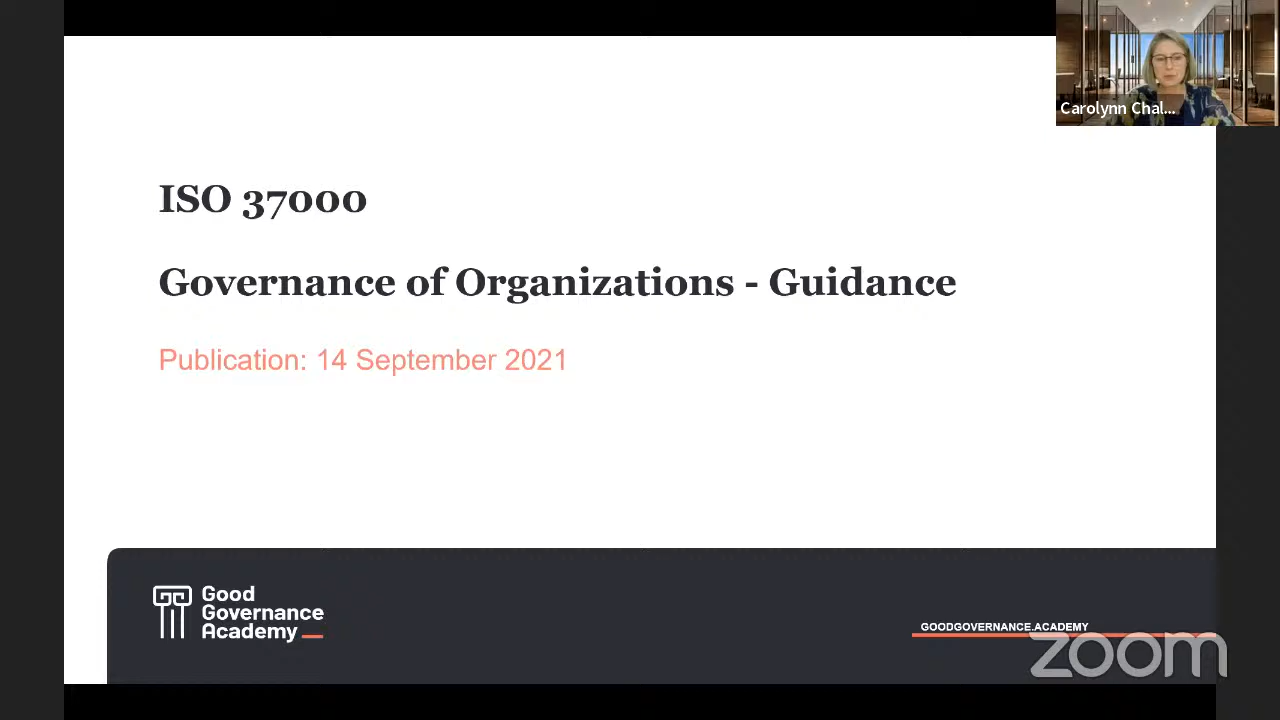 Carolynn Chal...
ISO 37000
Governance of Organizations - Guidance
Publication: 14 September 2021
Good
Governance
Academy
GOODGOVERNANCE.ACADEMY
zoom